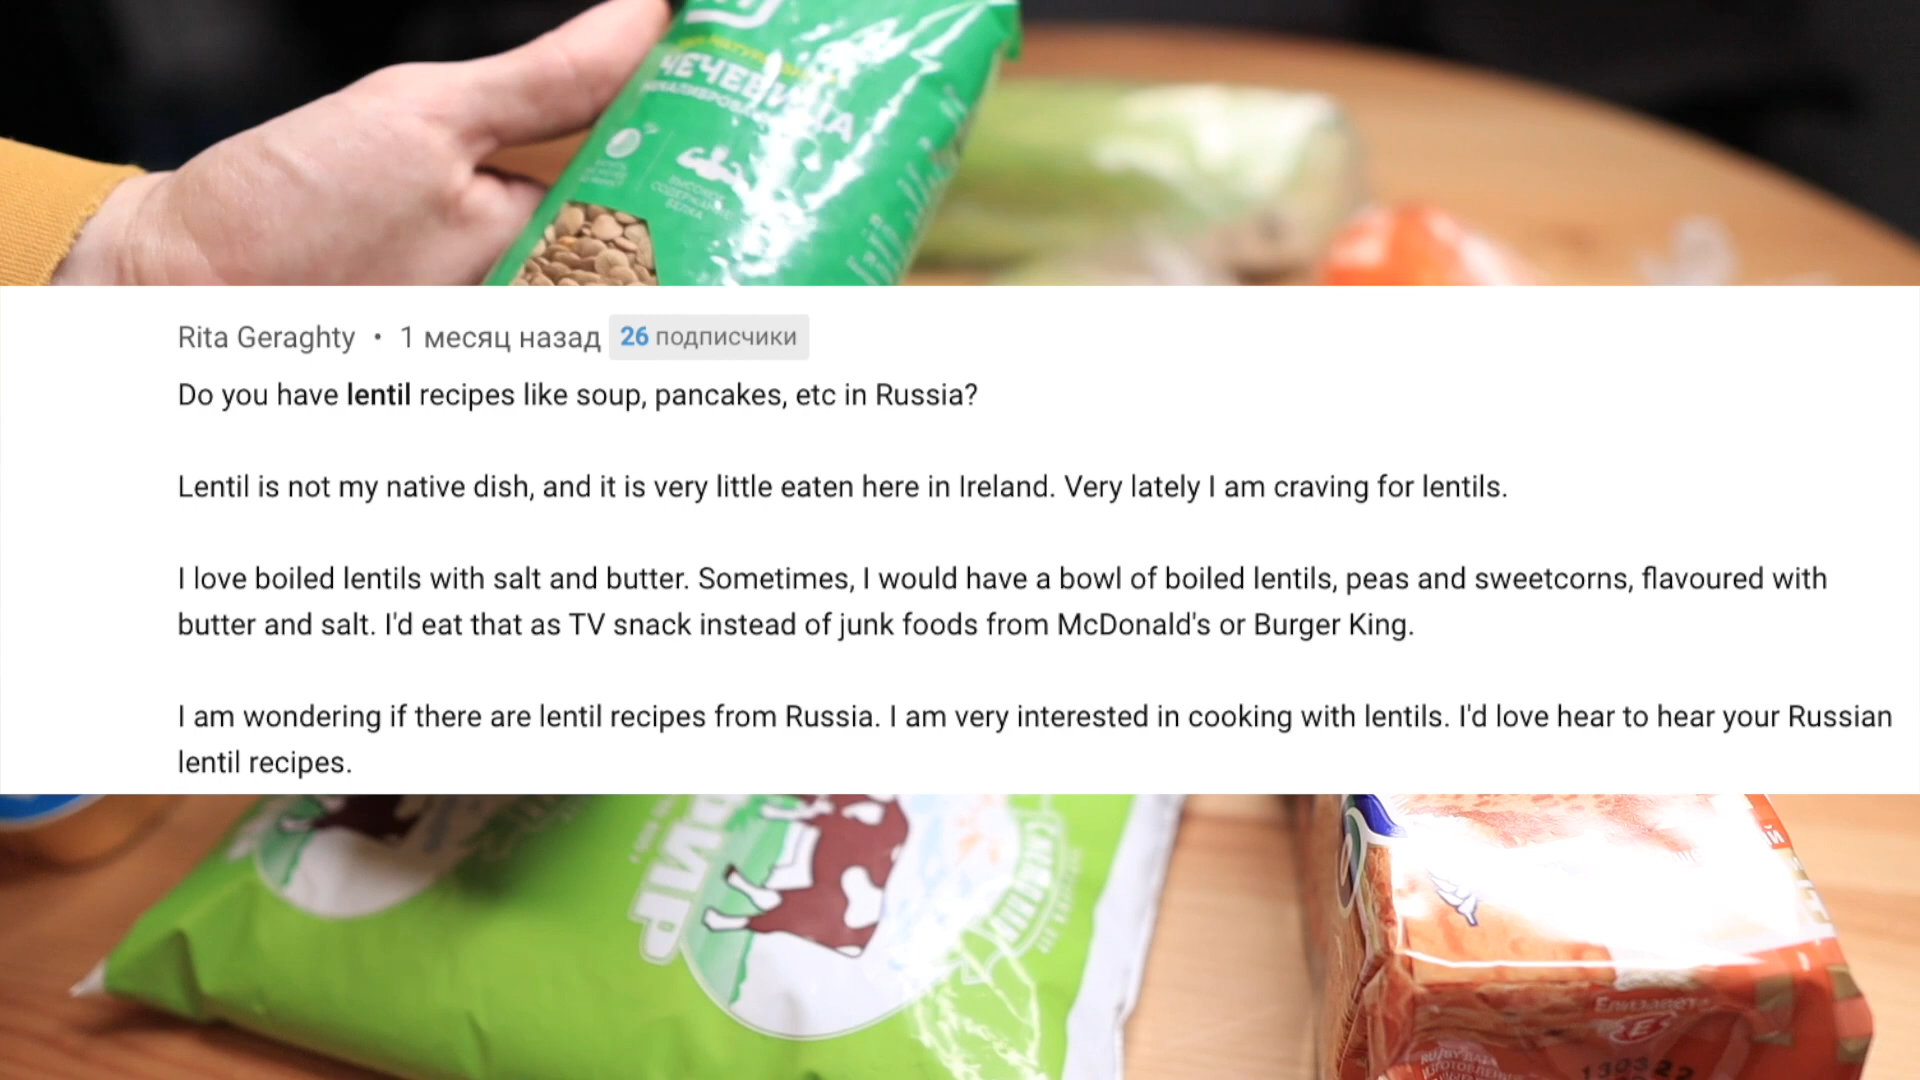 ЧЕЧЕВИЦА
ВЫСОКОЕ
СОДЕРЖАНИЕ
БЕЛКА
Rita Geraghty • 1 месяц назад 26 подписчики
Do you have lentil recipes like soup, pancakes, etc in Russia?
Lentil is not my native dish, and it is very little eaten here in Ireland. Very lately I am craving for lentils.
I love boiled lentils with salt and butter. Sometimes, I would have a bowl of boiled lentils, peas and sweetcorns, flavoured with
butter and salt. I'd eat that as TV snack instead of junk foods from McDonald's or Burger King.
I am wondering if there are lentil recipes from Russia. I am very interested in cooking with lentils. I'd love hear to hear your Russian
lentil recipes.
Елизавета